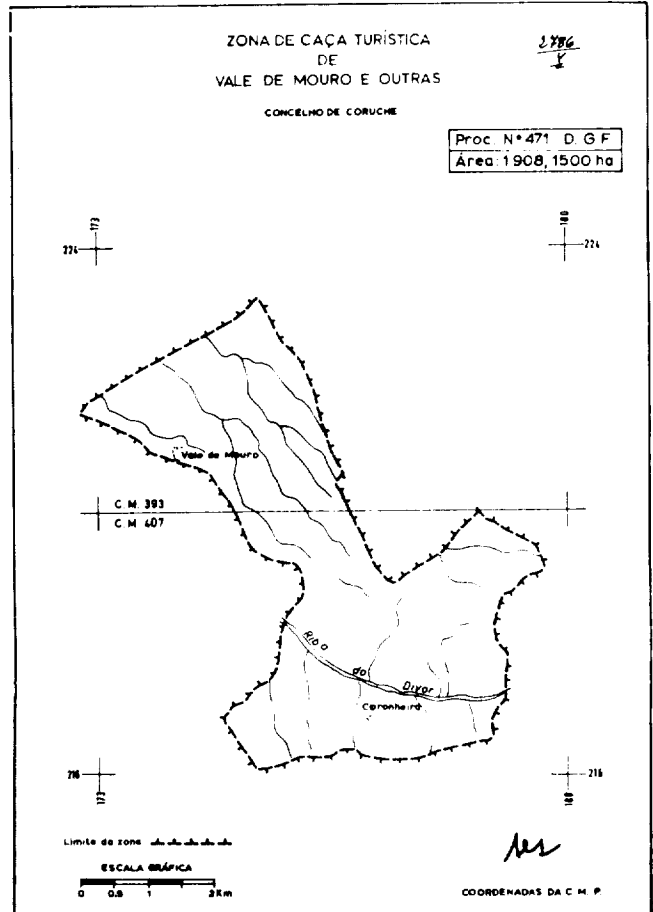 ZONA DE CAÇA TURÍSTICA
DE
VALE DE MOURO E OUTRAS
CONCELHO DE CORUCHE
2786
Proc. Nº 471 D. G F
Área: 1 908, 1500 ha
173
180
224
224
Vale de Mouro
C. M. 393
C. M. 407
Riba
do
Divor
216
216
173
180
Limite da zona
ESCALA GRÁFICA
0 0.5 1 2Km
COORDENADAS DA C. M. P.